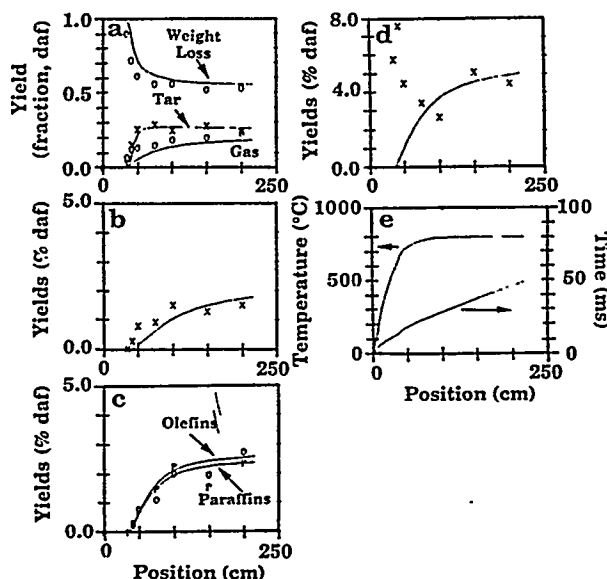 a
Yield
(fraction, daf)
1.0
0.5
0.0
0
250
Weight
Loss
Tar
Gas
b
Yields (% daf)
5.0
0.0
0
250
c
Yields (% daf)
5.0
0.0
0
250
Olefins
Paraffins
Position (cm)
d
Yields (% daf)
8.0
4.0
0
0
250
e
Temperature (°C)
1000
500
0
100
50
0
Time (ms)
0
250
Position (cm)